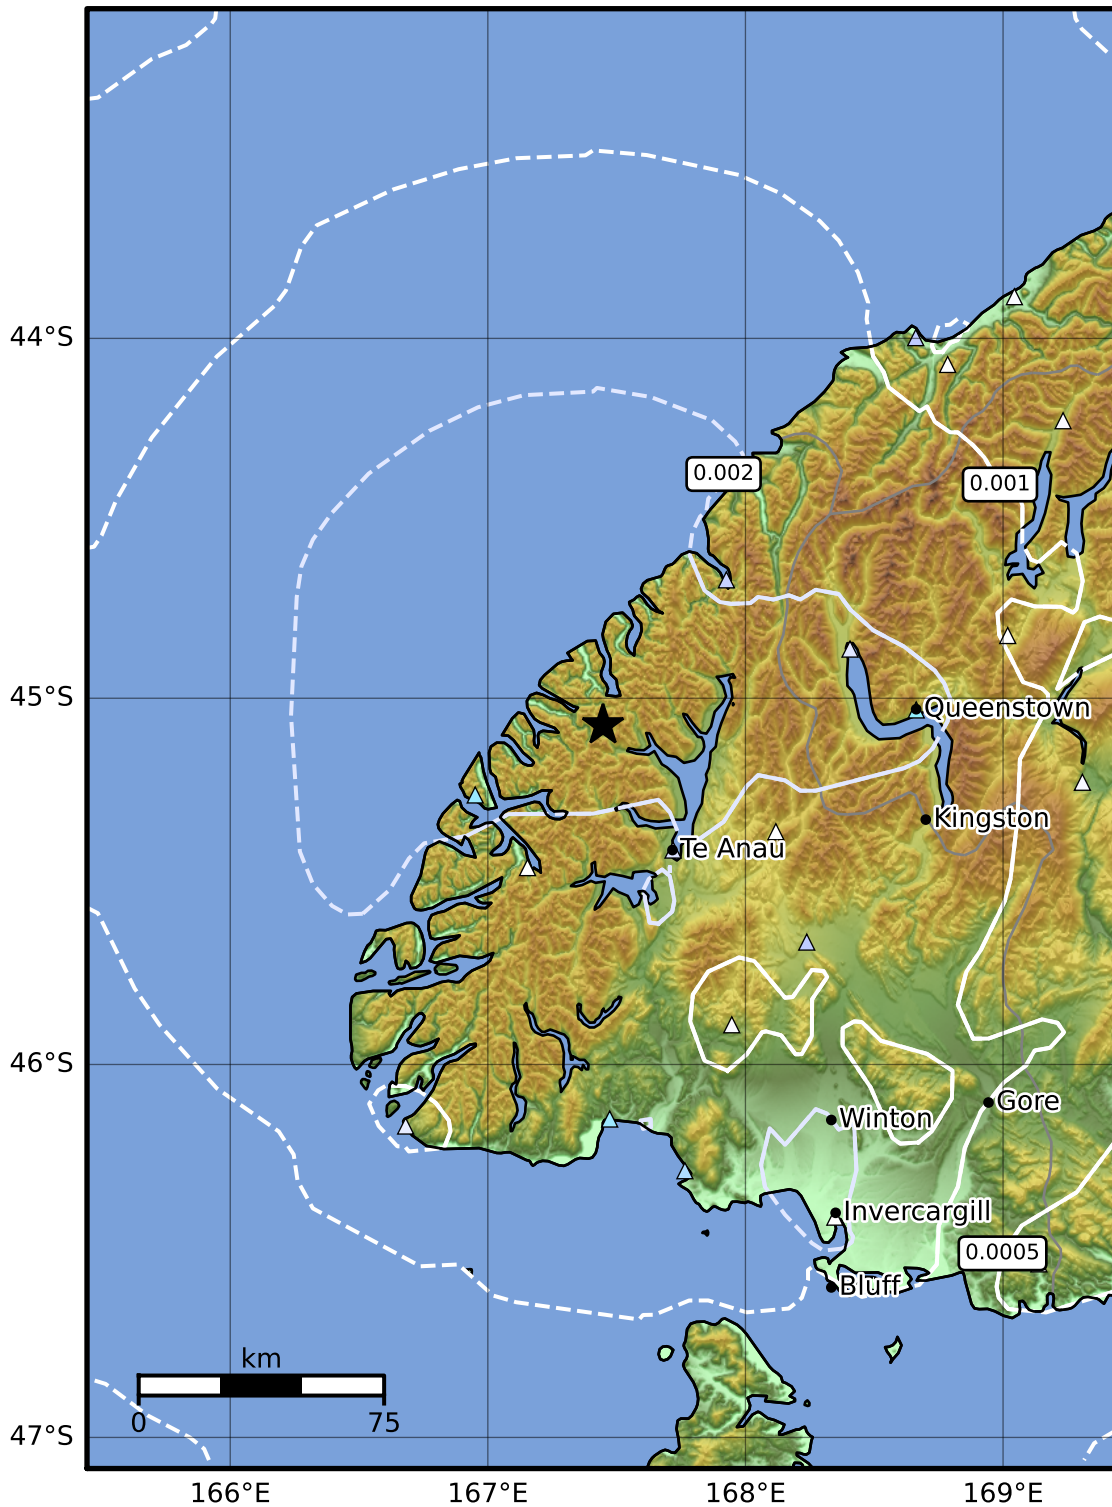 44°S
0.002
0.001
45°S
Queenstown
Kingston
Te Anau
46°S
Gore
Winton
Invercargill
0.0005
Bluff
km
0
75
47°S
166°E
167°E
168°E
169°E